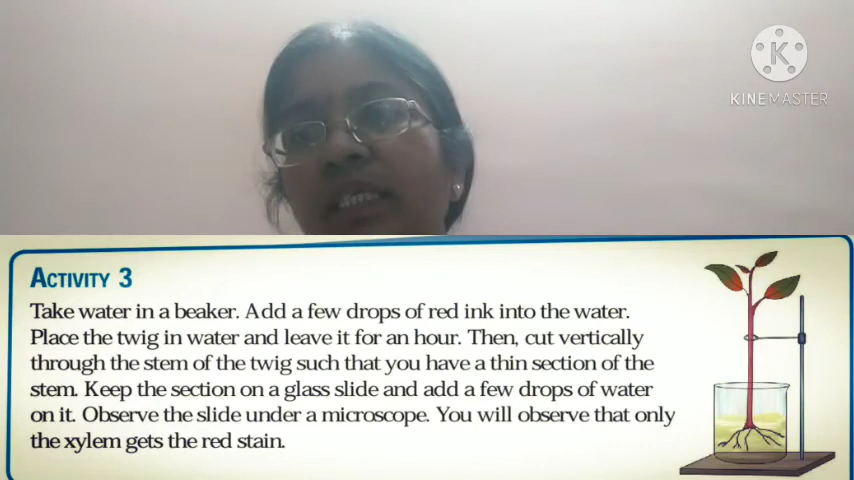 K
KINEMASTER
ACTIVITY 3
Take water in a beaker. Add a few drops of red ink into the water.
Place the twig in water and leave it for an hour. Then, cut vertically
through the stem of the twig such that you have a thin section of the
stem. Keep the section on a glass slide and add a few drops of water
on it. Observe the slide under a microscope. You will observe that only
the xylem gets the red stain.